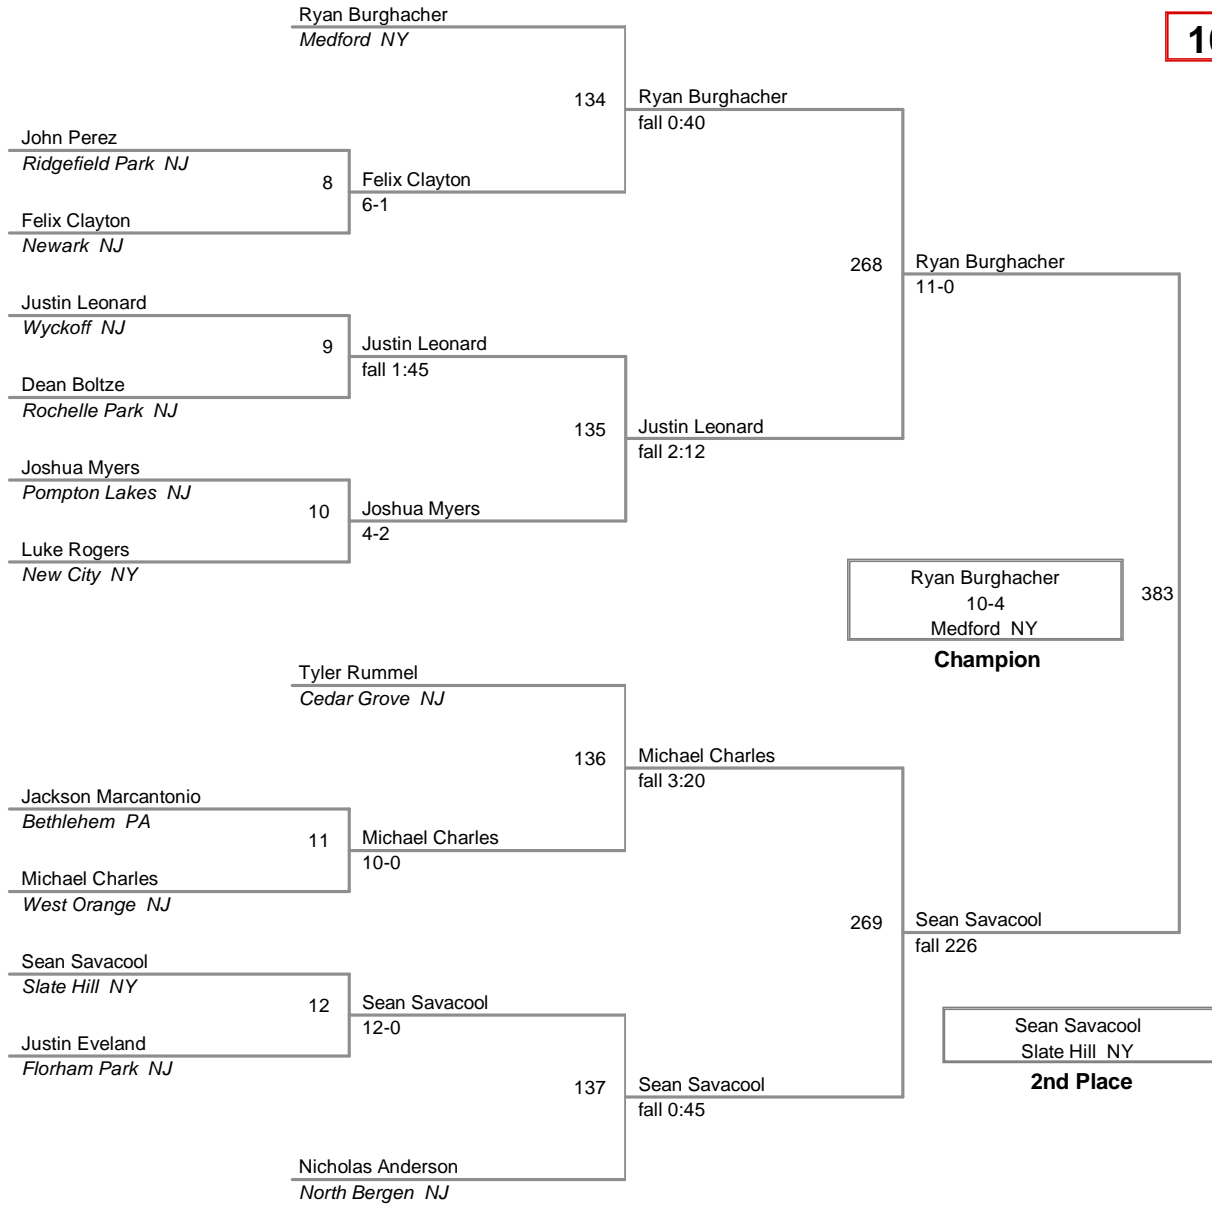 Ryan Burghacher
Medford NY
134
Ryan Burghacher
fall 0:40
John Perez
Ridgefield Park NJ
8
Felix Clayton
6-1
Felix Clayton
Newark NJ
268
Ryan Burghacher
11-0
Justin Leonard
Wyckoff NJ
9
Justin Leonard
fall 1:45
Dean Boltze
Rochelle Park NJ
135
Justin Leonard
fall 2:12
Joshua Myers
Pompton Lakes NJ
10
Joshua Myers
4-2
Luke Rogers
New City NY
Ryan Burghacher
10-4
Medford NY
Champion
383
Tyler Rummel
Cedar Grove NJ
136
Michael Charles
fall 3:20
Jackson Marcantonio
Bethlehem PA
11
Michael Charles
10-0
Michael Charles
West Orange NJ
269
Sean Savacool
fall 226
Sean Savacool
Slate Hill NY
12
Sean Savacool
12-0
Justin Eveland
Florham Park NJ
Sean Savacool
Slate Hill NY
2nd Place
137
Sean Savacool
fall 0:45
Nicholas Anderson
North Bergen NJ